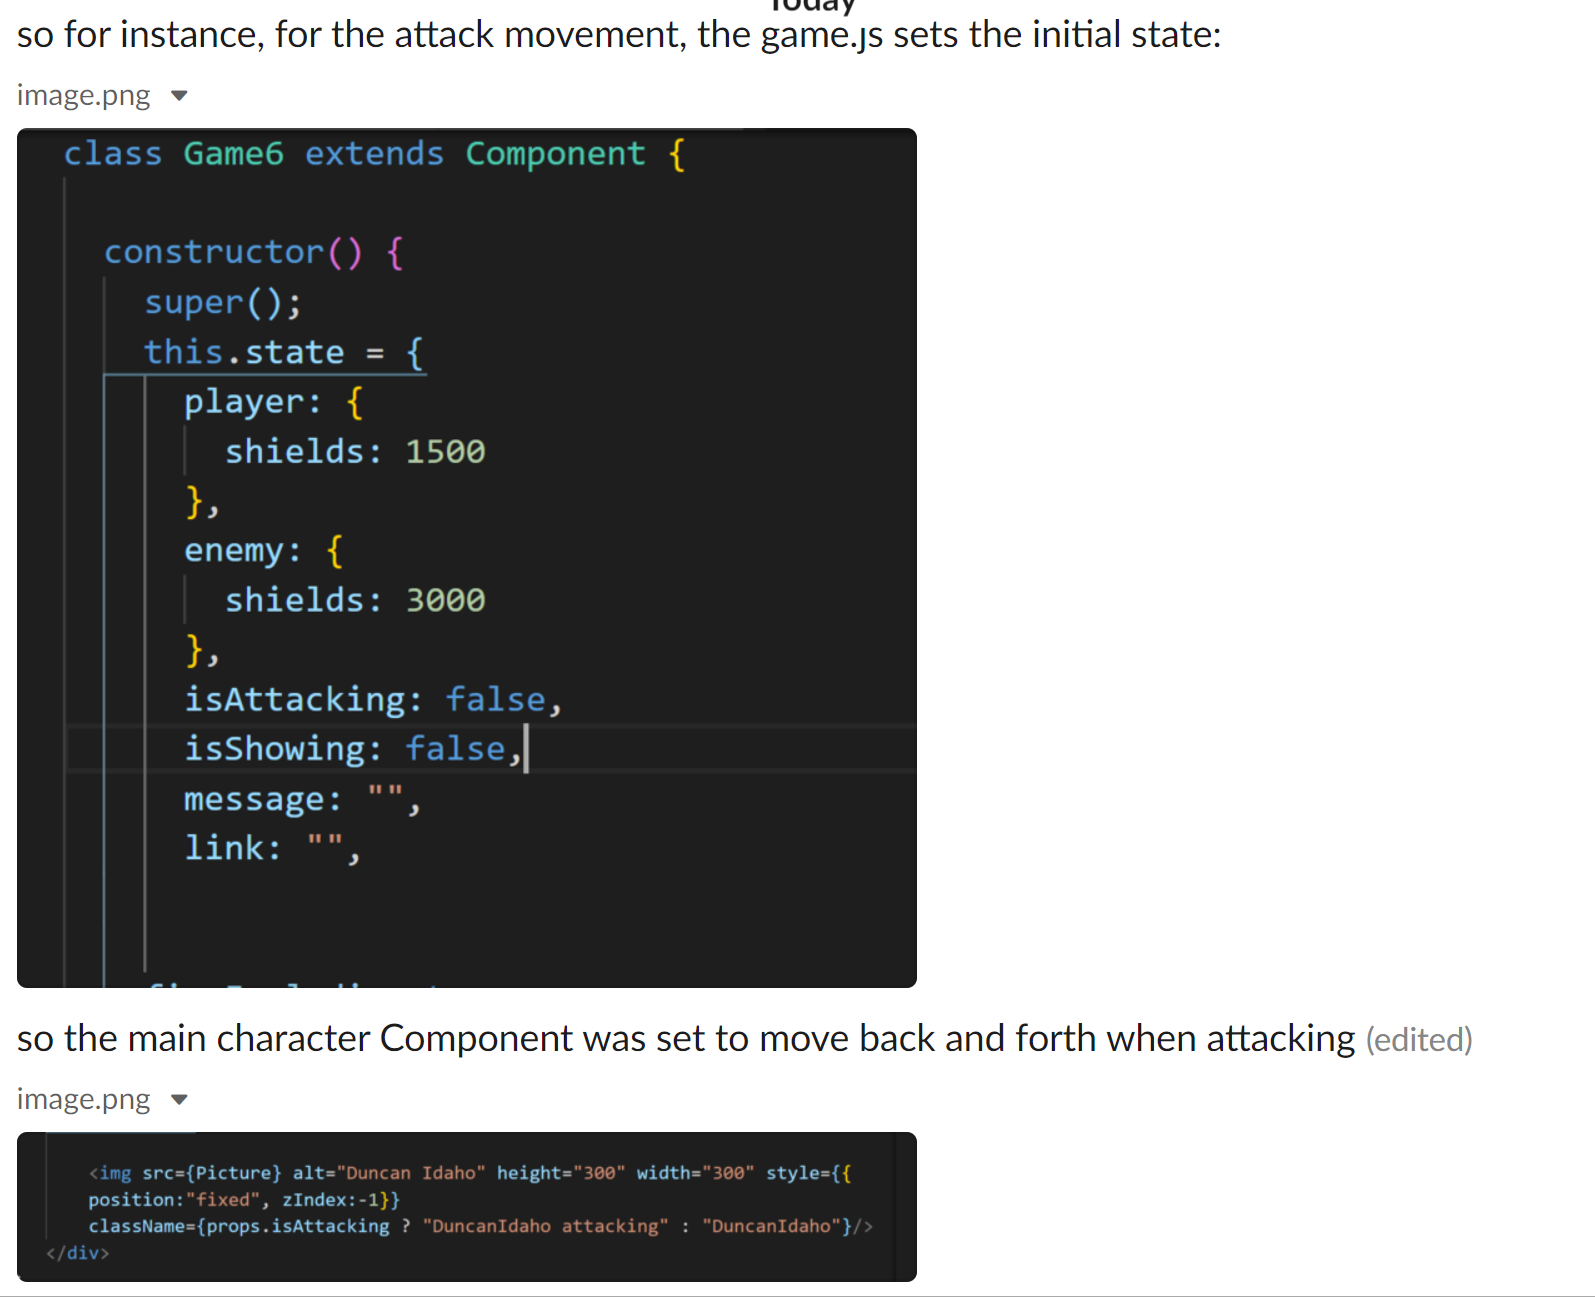 Today
so for instance, for the attack movement, the game.js sets the initial state:
image.png
class Game6 extends Component {
constructor() {
super();
this.state = {
player: {
shields: 1500
},
enemy: {
shields: 3000
},
isAttacking: false,
isShowing: false,
message: "",
link: "",
so the main character Component was set to move back and forth when attacking (edited)
image.png
<img src={Picture} alt="Duncan Idaho" height="300" width="300" style={{
position:"fixed", zIndex:-1}}
className={props.isAttacking ? "DuncanIdaho attacking" : "DuncanIdaho"}/>
</div>